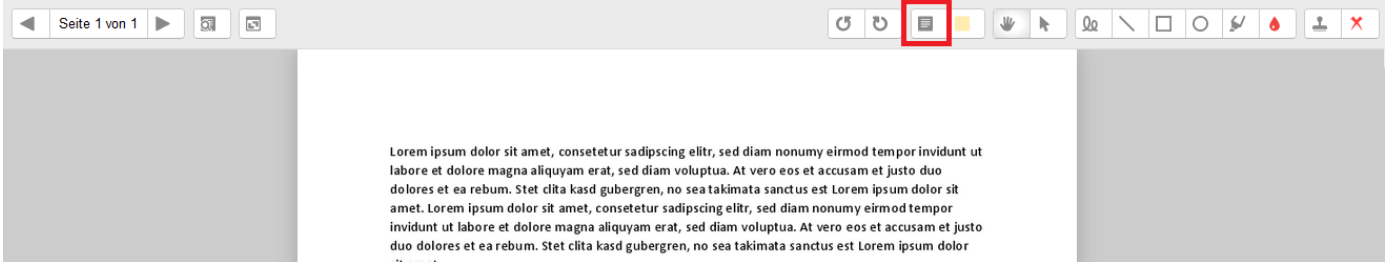 Seite 1 von 1
Lorem ipsum dolor sit amet, consetetur sadipscing elitr, sed diam nonumy eirmod tempor invidunt ut
labore et dolore magna aliquyam erat, sed diam voluptua. At vero eos et accusam et justo duo
dolores et ea rebum. Stet clita kasd gubergren, no sea takimata sanctus est Lorem ipsum dolor sit
amet. Lorem ipsum dolor sit amet, consetetur sadipscing elitr, sed diam nonumy eirmod tempor
invidunt ut labore et dolore magna aliquyam erat, sed diam voluptua. At vero eos et accusam et justo
duo dolores et ea rebum. Stet clita kasd gubergren, no sea takimata sanctus est Lorem ipsum dolor